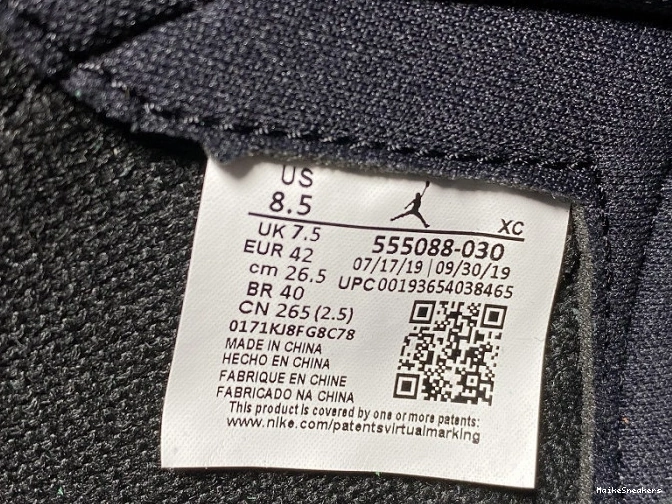 US
8.5
XC
UK 7.5
EUR 42
cm 26.5
BR 40
CN 265 (2.5)
0171KJ8FG8C78
555088-030
07/17/19 | 09/30/19
UPC00193654038465
MADE IN CHINA
HECHO EN CHINA
FABRIQUE EN CHINE
FABRICADO NA CHINA
This product is covered by one or more patents:
www.nike.com/patentsvirtualmarking
MaikeSneakers